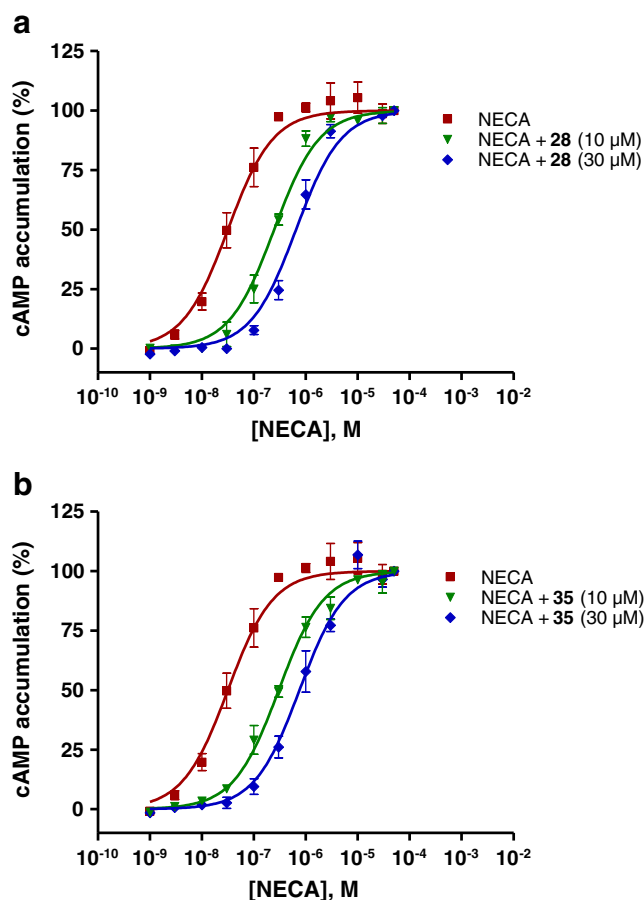 a
125
100
75
50
25
0
cAMP accumulation (%)
NECA
NECA + 28 (10 µM)
NECA + 28 (30 µM)
10⁻¹⁰ 10⁻⁹ 10⁻⁸ 10⁻⁷ 10⁻⁶ 10⁻⁵ 10⁻⁴ 10⁻³ 10⁻²
[NECA], M
b
125
100
75
50
25
0
cAMP accumulation (%)
NECA
NECA + 35 (10 µM)
NECA + 35 (30 µM)
10⁻¹⁰ 10⁻⁹ 10⁻⁸ 10⁻⁷ 10⁻⁶ 10⁻⁵ 10⁻⁴ 10⁻³ 10⁻²
[NECA], M